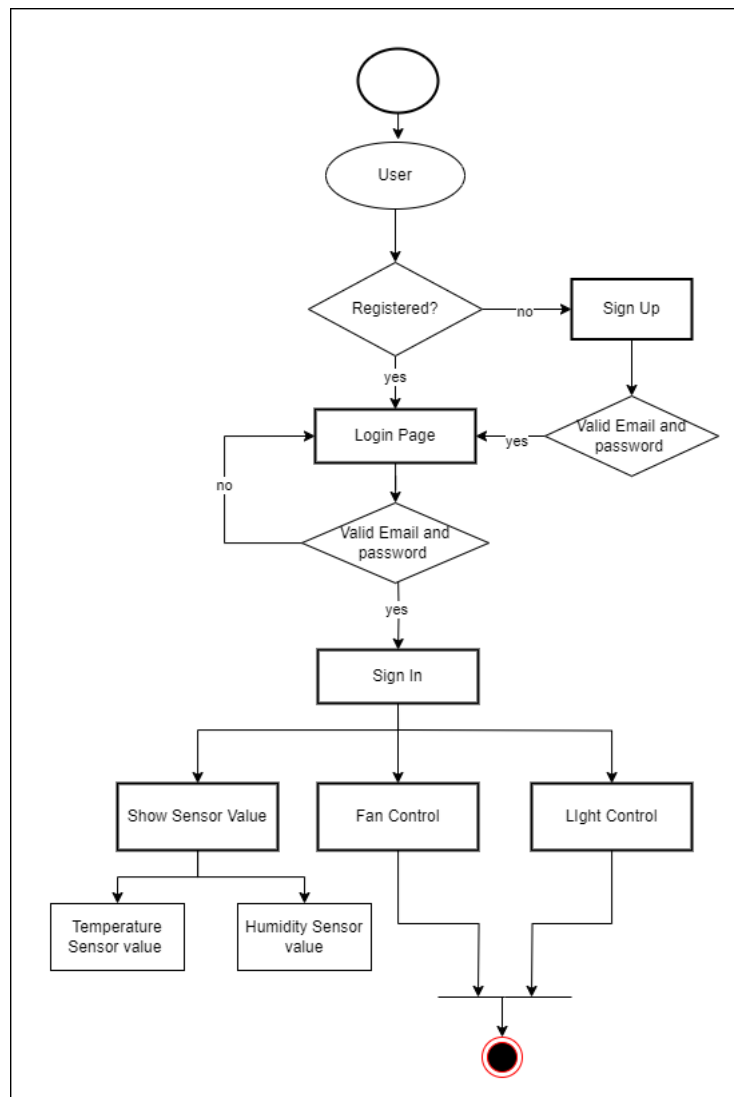 User
Registered?
no
Sign Up
yes
Login Page
yes
Valid Email and
password
no
Valid Email and
password
yes
Sign In
Show Sensor Value
Fan Control
LIght Control
Temperature
Sensor value
Humidity Sensor
value